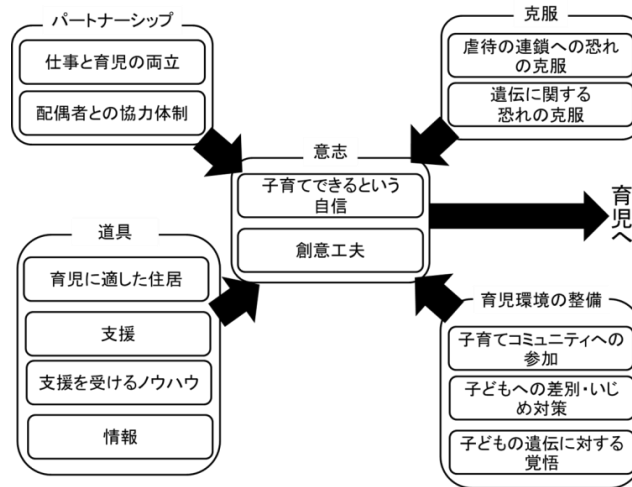 パートナーシップ
仕事と育児の両立
配偶者との協力体制
克服
虐待の連鎖への恐れ
の克服
遺伝に関する
恐れの克服
意志
子育てできるという
自信
創意工夫
育児へ
道具
育児に適した住居
支援
支援を受けるノウハウ
情報
育児環境の整備
子育てコミュニティへの
参加
子どもへの差別・いじ
め対策
子どもの遺伝に対する
覚悟